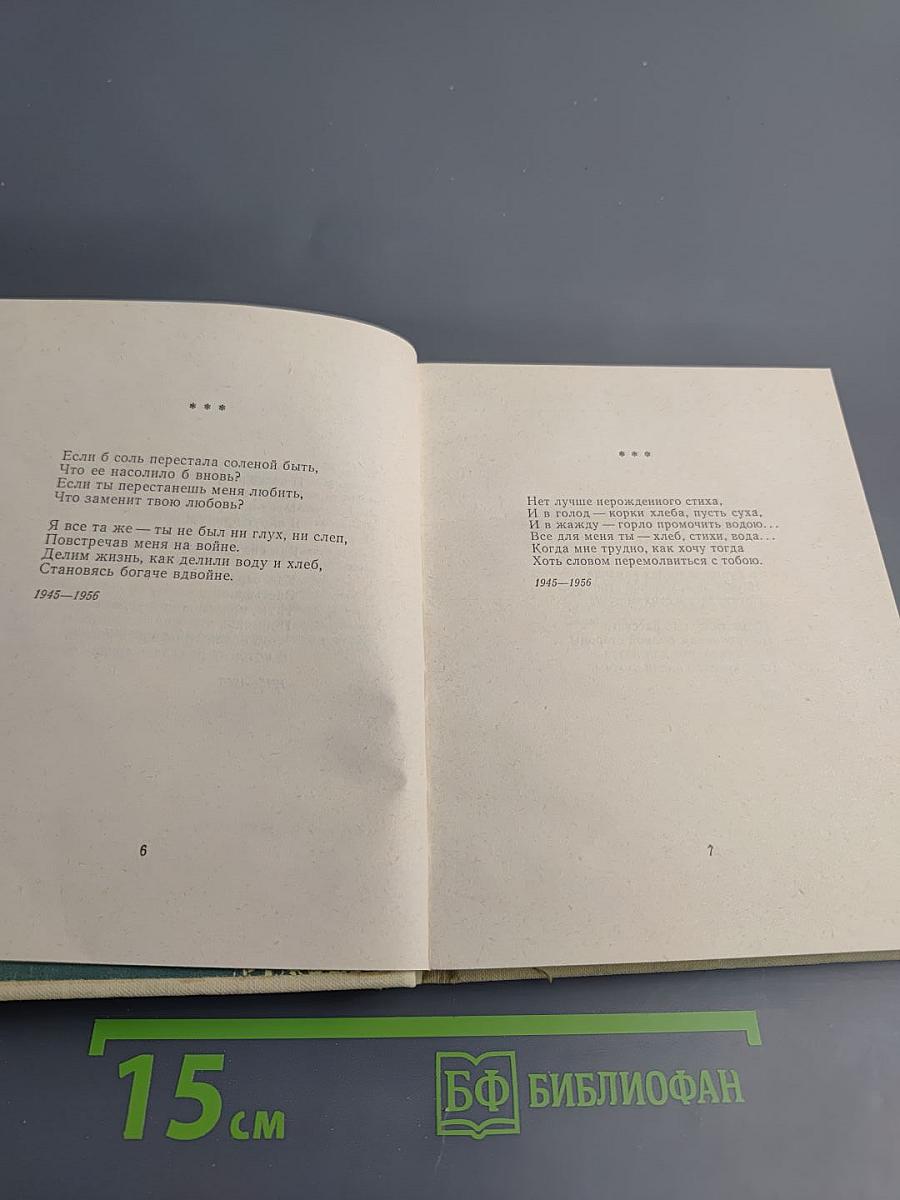 * * *
Если б соль перестала соленой быть,
Что ее насолило б вновь?
Если ты перестанешь меня любить,
Что заменит твою любовь?
Я все та же — ты не был ни глух, ни слеп,
Повстречав меня на войне.
Делим жизнь, как делили воду и хлеб,
Становясь богаче вдвойне.
1945—1956
6
* * *
Нет лучше нерожденного стиха,
И в голод — корки хлеба, пусть суха,
И в жажду — горло промочить водою...
Все для меня ты — хлеб, стихи, вода...
Когда мне трудно, как хочу тогда
Хоть словом перемолвиться с тобою.
1945—1956
7
15 см
БФ БИБЛИОФАН